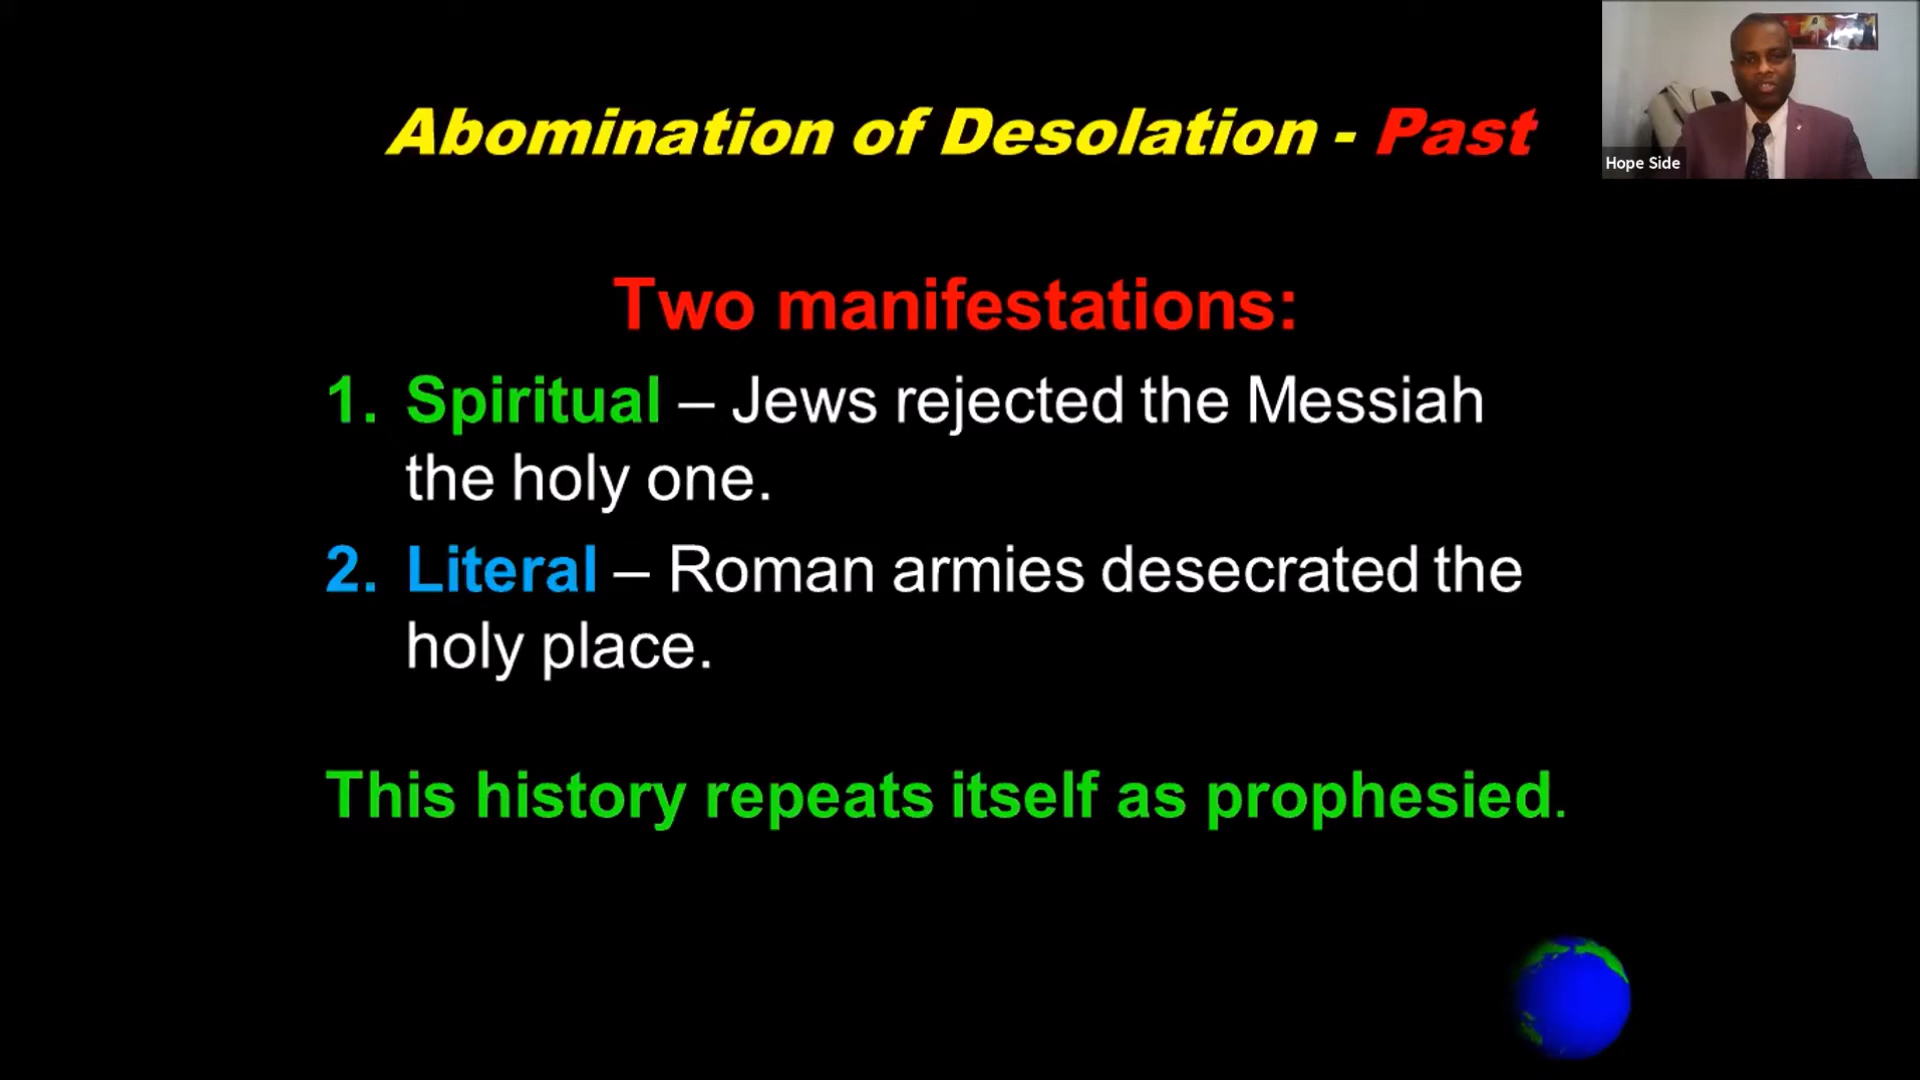 Abomination of Desolation - Past
Hope Side
Two manifestations:
1. Spiritual – Jews rejected the Messiah
the holy one.
2. Literal – Roman armies desecrated the
holy place.
This history repeats itself as prophesied.